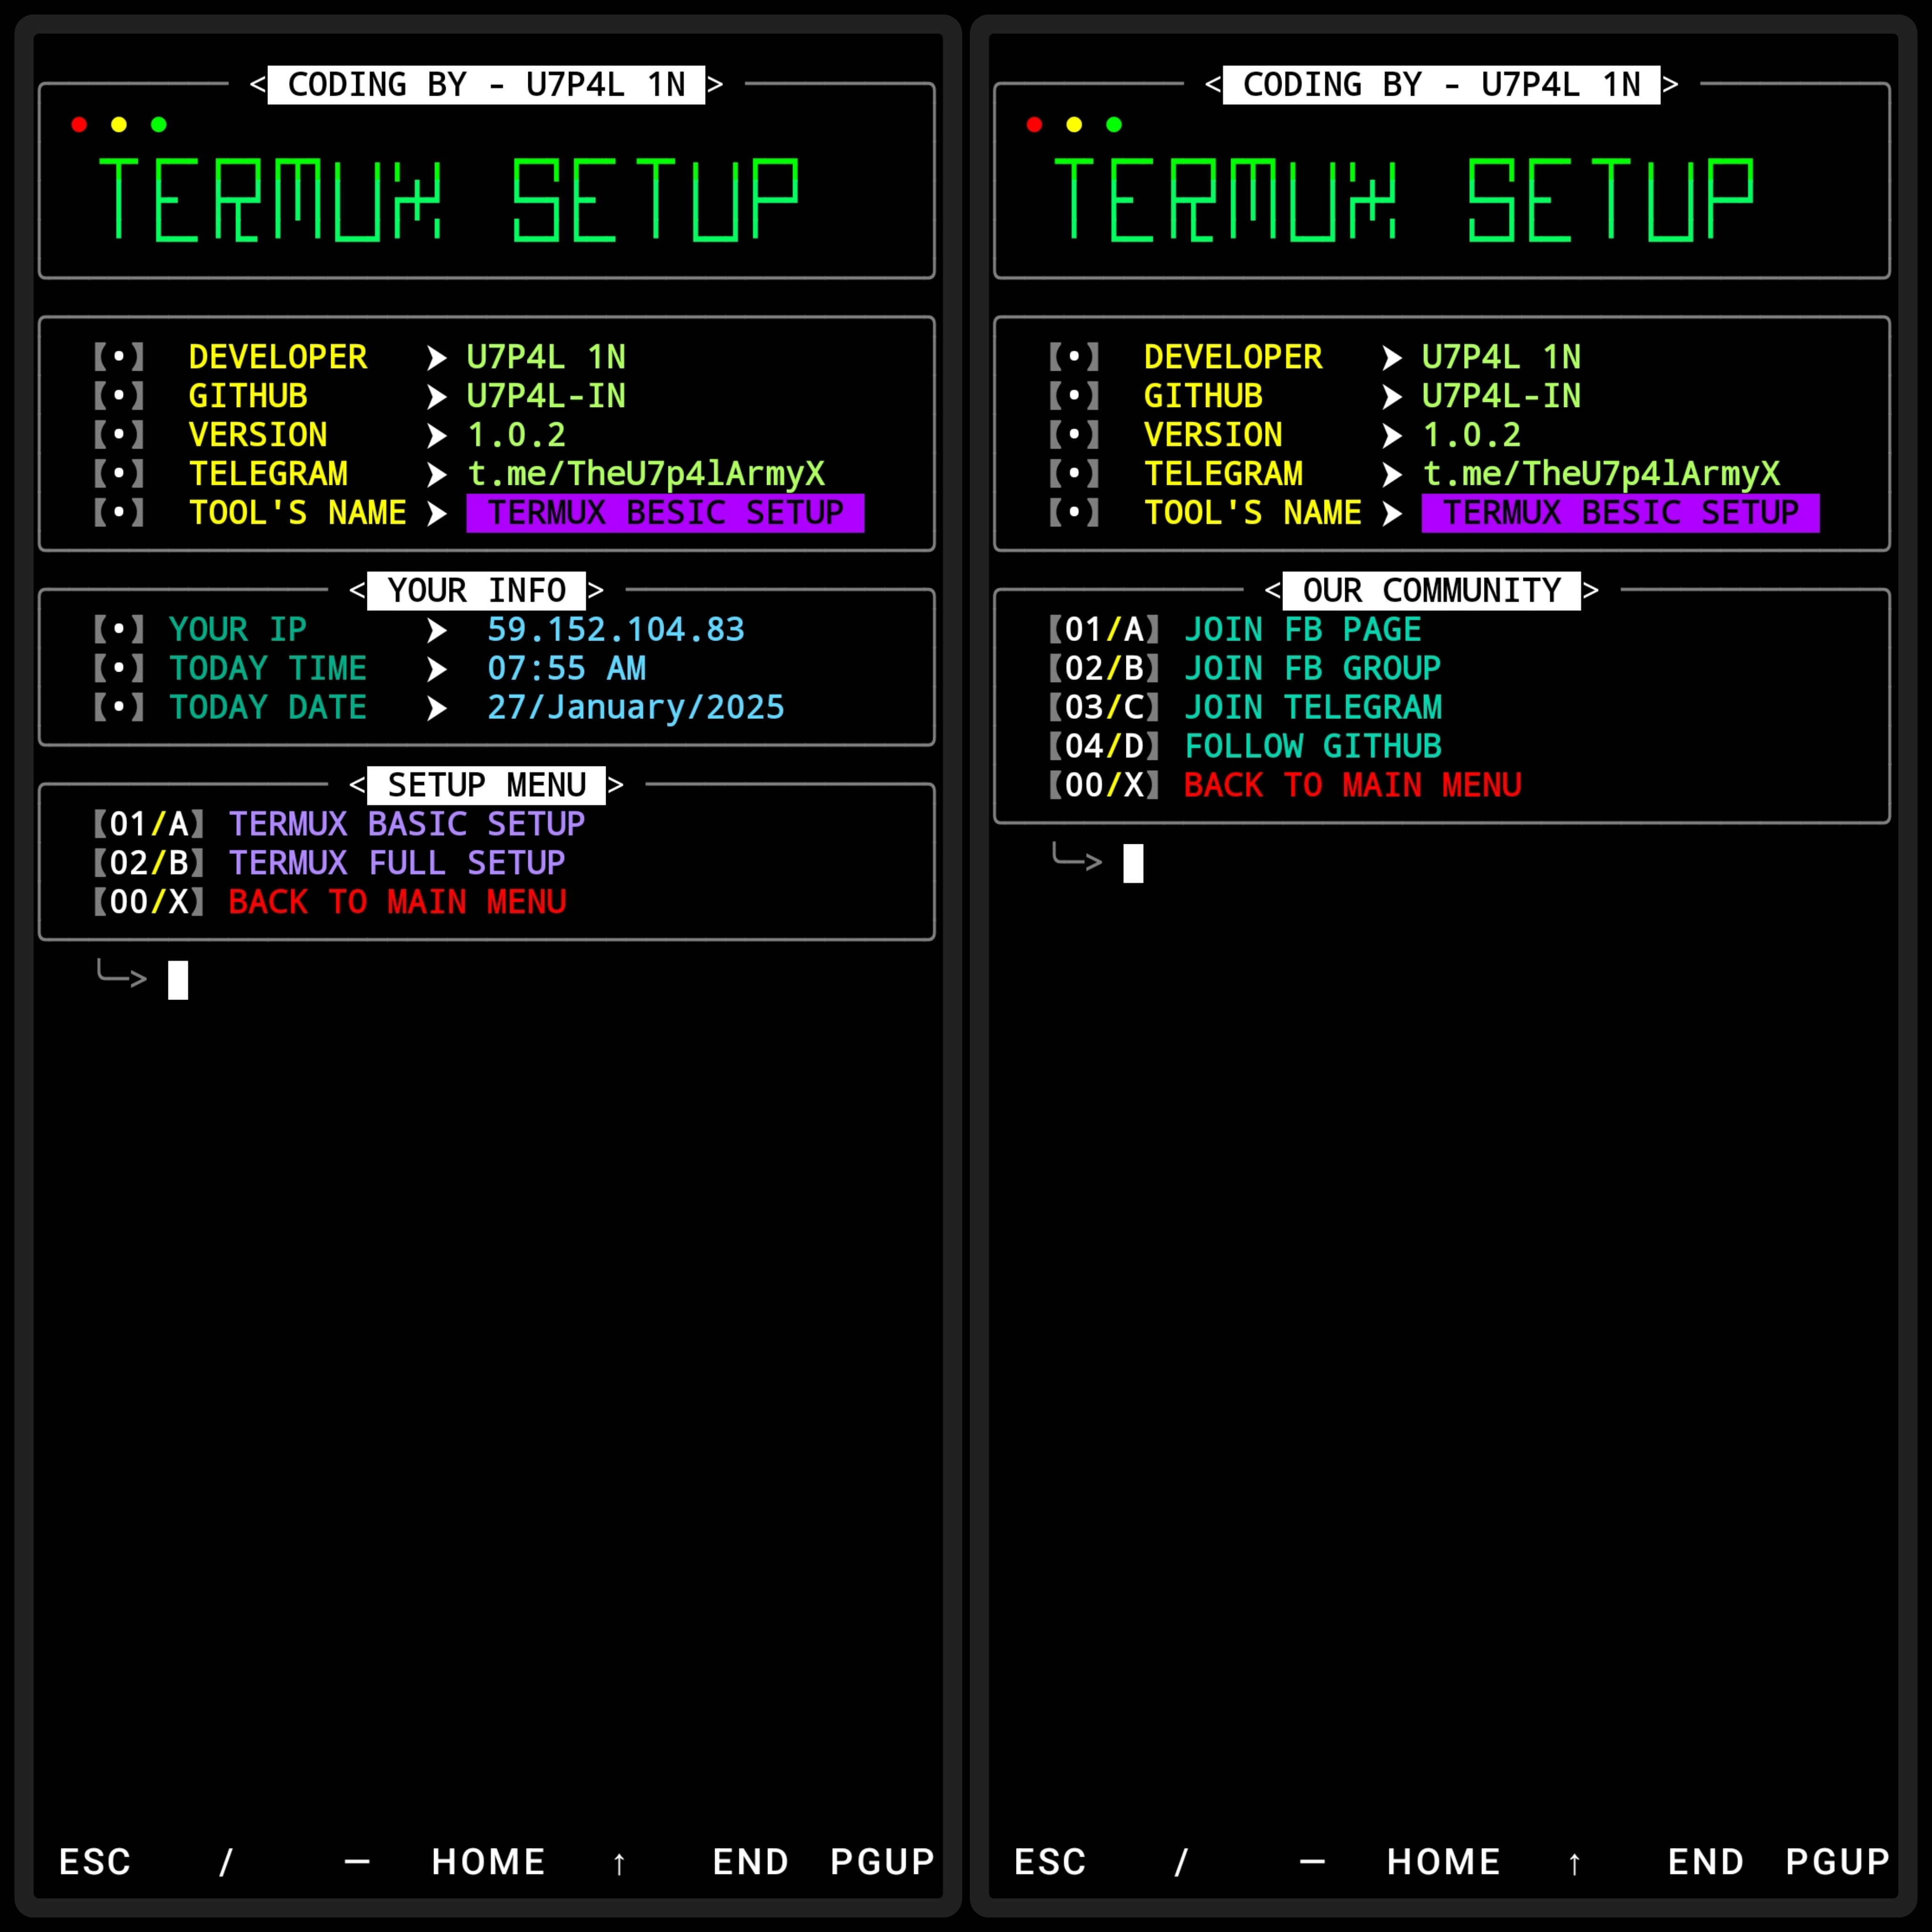 < CODING BY - U7P4L 1N >
TERMUX SETUP
【•】 DEVELOPER ➤ U7P4L 1N
【•】 GITHUB ➤ U7P4L-IN
【•】 VERSION ➤ 1.0.2
【•】 TELEGRAM ➤ t.me/TheU7p4lArmyX
【•】 TOOL'S NAME ➤ TERMUX BESIC SETUP
< YOUR INFO >
【•】 YOUR IP ➤ 59.152.104.83
【•】 TODAY TIME ➤ 07:55 AM
【•】 TODAY DATE ➤ 27/January/2025
< SETUP MENU >
【01/A】 TERMUX BASIC SETUP
【02/B】 TERMUX FULL SETUP
【00/X】 BACK TO MAIN MENU
╰─>
ESC / — HOME ↑ END PGUP
< CODING BY - U7P4L 1N >
TERMUX SETUP
【•】 DEVELOPER ➤ U7P4L 1N
【•】 GITHUB ➤ U7P4L-IN
【•】 VERSION ➤ 1.0.2
【•】 TELEGRAM ➤ t.me/TheU7p4lArmyX
【•】 TOOL'S NAME ➤ TERMUX BESIC SETUP
< OUR COMMUNITY >
【01/A】 JOIN FB PAGE
【02/B】 JOIN FB GROUP
【03/C】 JOIN TELEGRAM
【04/D】 FOLLOW GITHUB
【00/X】 BACK TO MAIN MENU
╰─>
ESC / — HOME ↑ END PGUP